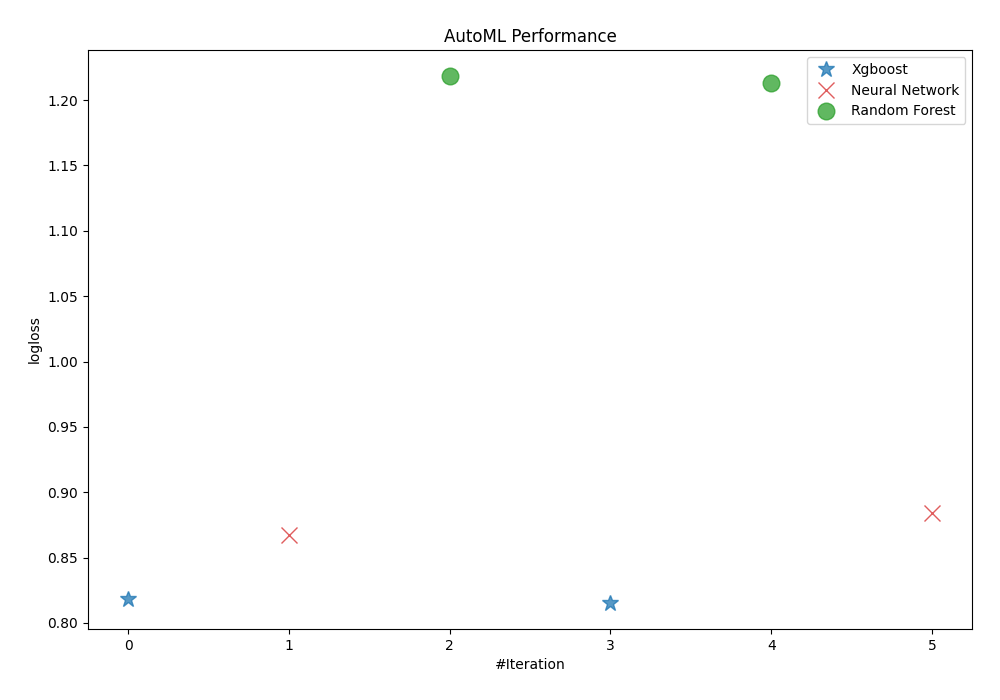 AutoML Performance
Xgboost
Neural Network
Random Forest
1.20
1.15
1.10
1.05
1.00
0.95
0.90
0.85
0.80
logloss
0 1 2 3 4 5
#Iteration